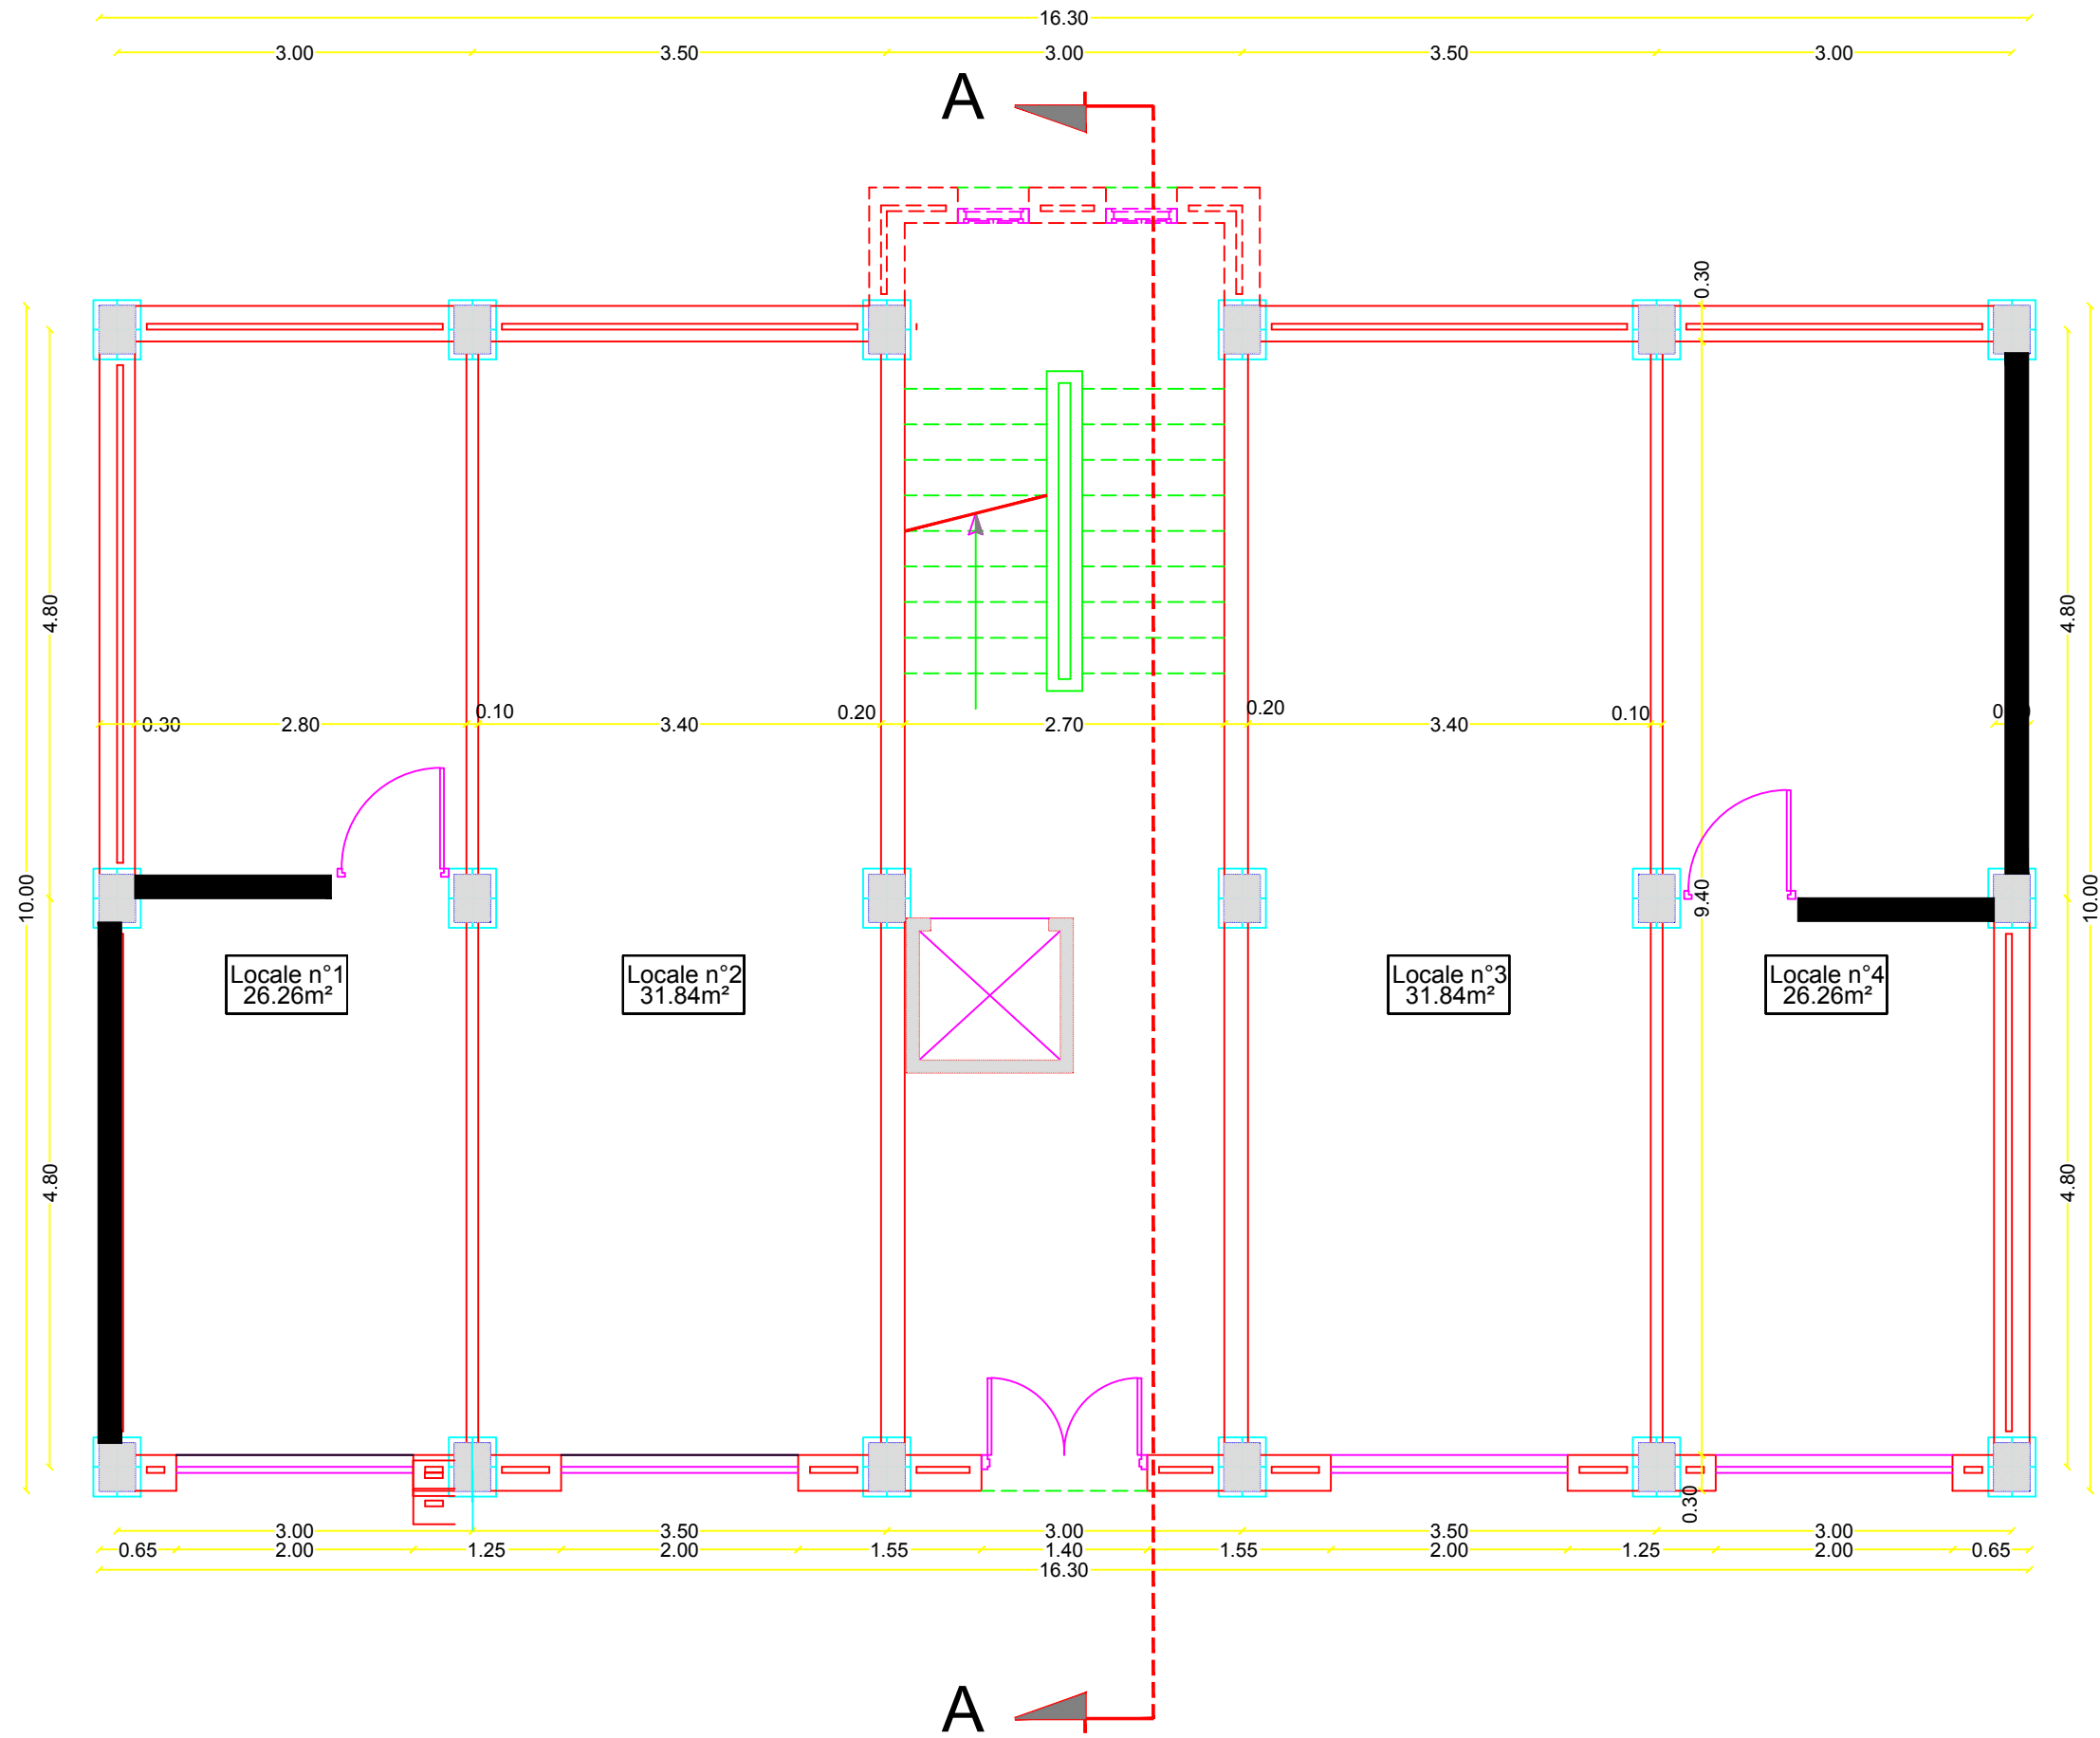 16.30
3.00 3.50 3.00 3.50 3.00
A
0.30
4.80 4.80
0.30 2.80 0.10 3.40 0.20 2.70 0.20 3.40 0.10
10.00 9.40 10.00
Locale n°1
26.26m²
Locale n°2
31.84m²
Locale n°3
31.84m²
Locale n°4
26.26m²
4.80 4.80
0.30
3.00 3.50 3.00 3.50 3.00
0.65 2.00 1.25 2.00 1.55 1.40 1.55 2.00 1.25 2.00 0.65
16.30
A